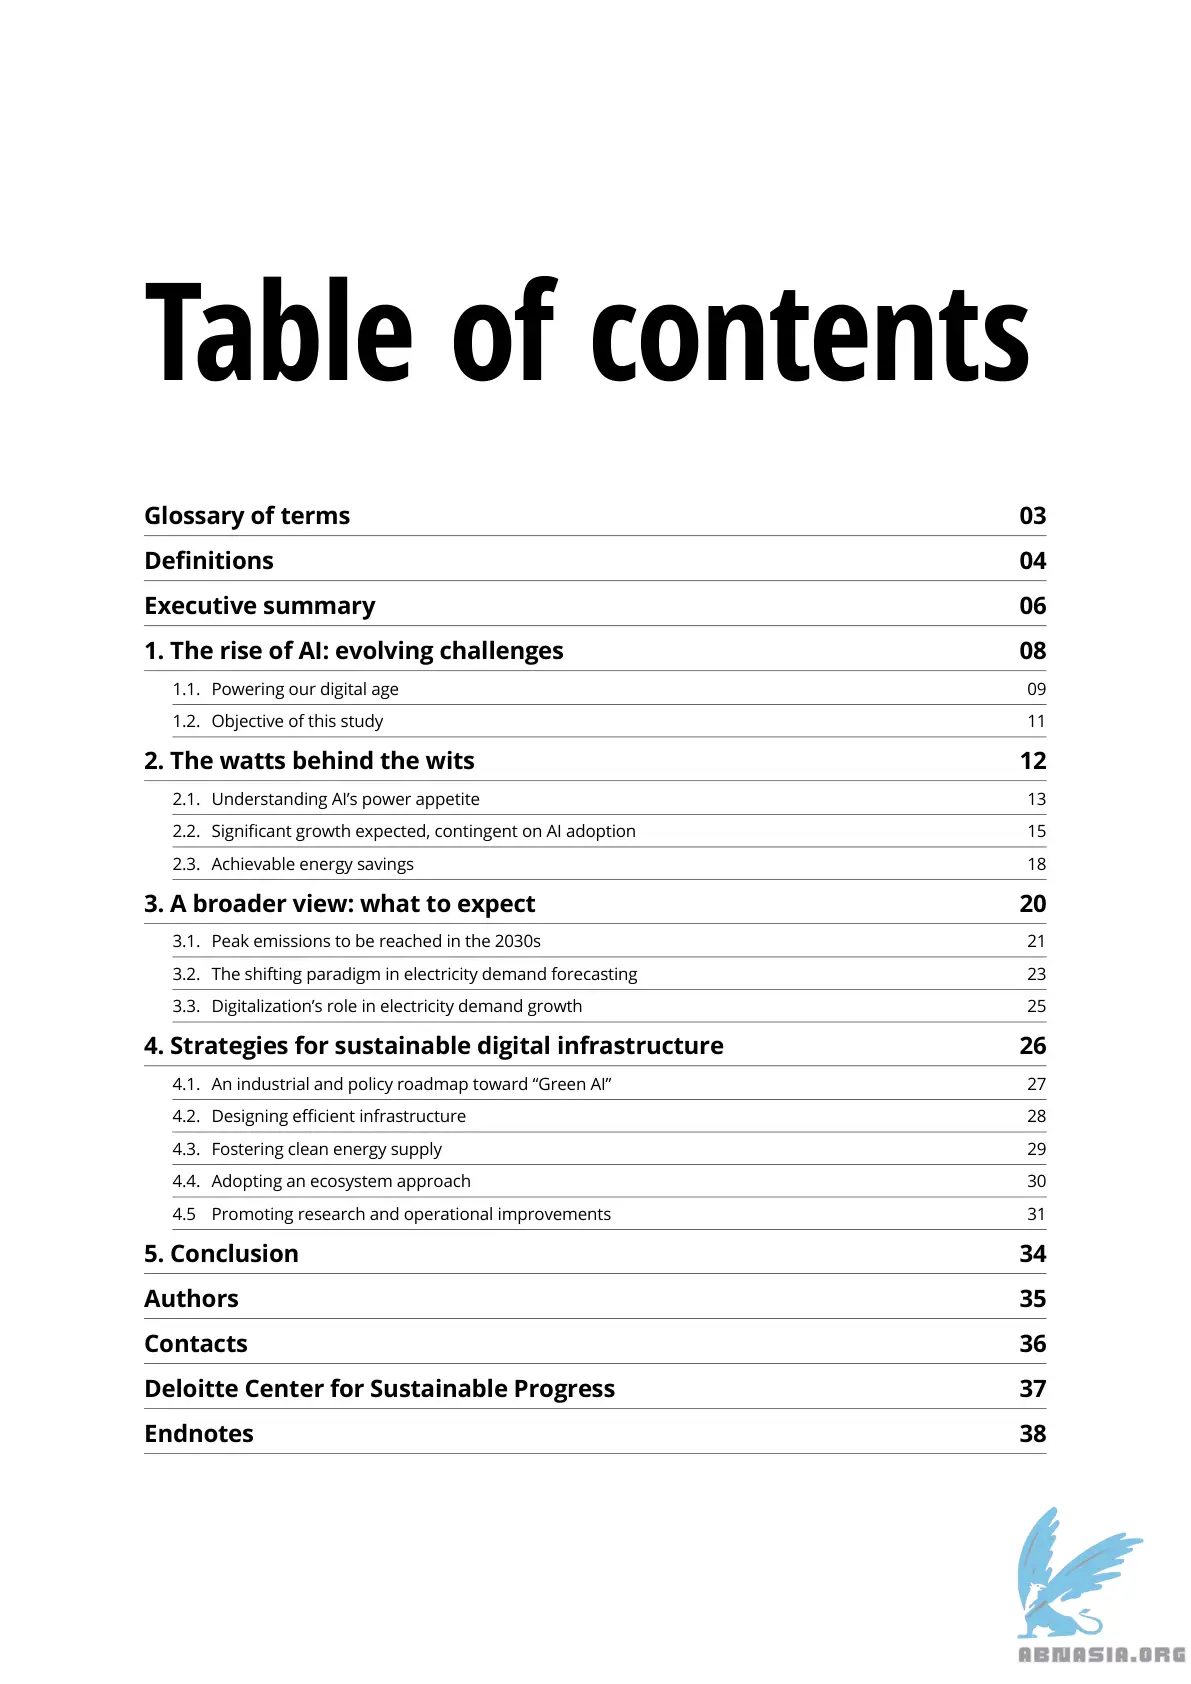 Table of contents
Glossary of terms 03
Definitions 04
Executive summary 06
1. The rise of AI: evolving challenges 08
1.1. Powering our digital age 09
1.2. Objective of this study 11
2. The watts behind the wits 12
2.1. Understanding AI’s power appetite 13
2.2. Significant growth expected, contingent on AI adoption 15
2.3. Achievable energy savings 18
3. A broader view: what to expect 20
3.1. Peak emissions to be reached in the 2030s 21
3.2. The shifting paradigm in electricity demand forecasting 23
3.3. Digitalization’s role in electricity demand growth 25
4. Strategies for sustainable digital infrastructure 26
4.1. An industrial and policy roadmap toward “Green AI” 27
4.2. Designing efficient infrastructure 28
4.3. Fostering clean energy supply 29
4.4. Adopting an ecosystem approach 30
4.5 Promoting research and operational improvements 31
5. Conclusion 34
Authors 35
Contacts 36
Deloitte Center for Sustainable Progress 37
Endnotes 38
ABNASIA.ORG